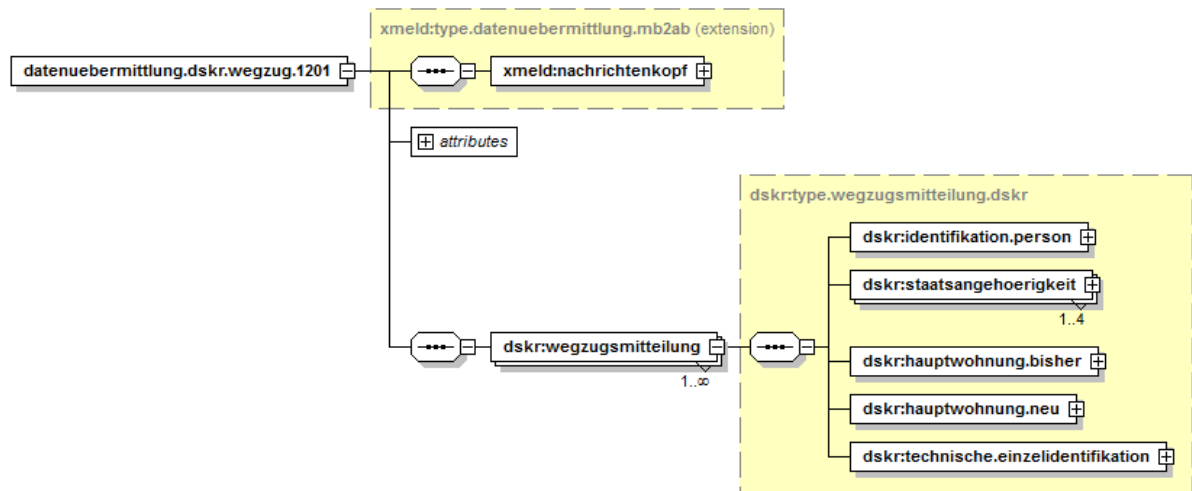 xmeld:type.datenuebermittlung.mb2ab (extension)
datenuebermittlung.dskr.wegzug.1201
xmeld:nachrichtenkopf
attributes
dskr:type.wegzugsmitteilung.dskr
dskr:identifikation.person
dskr:staatsangehoerigkeit
1..4
dskr:wegzugsmitteilung
1..∞
dskr:hauptwohnung.bisher
dskr:hauptwohnung.neu
dskr:technische.einzelidentifikation